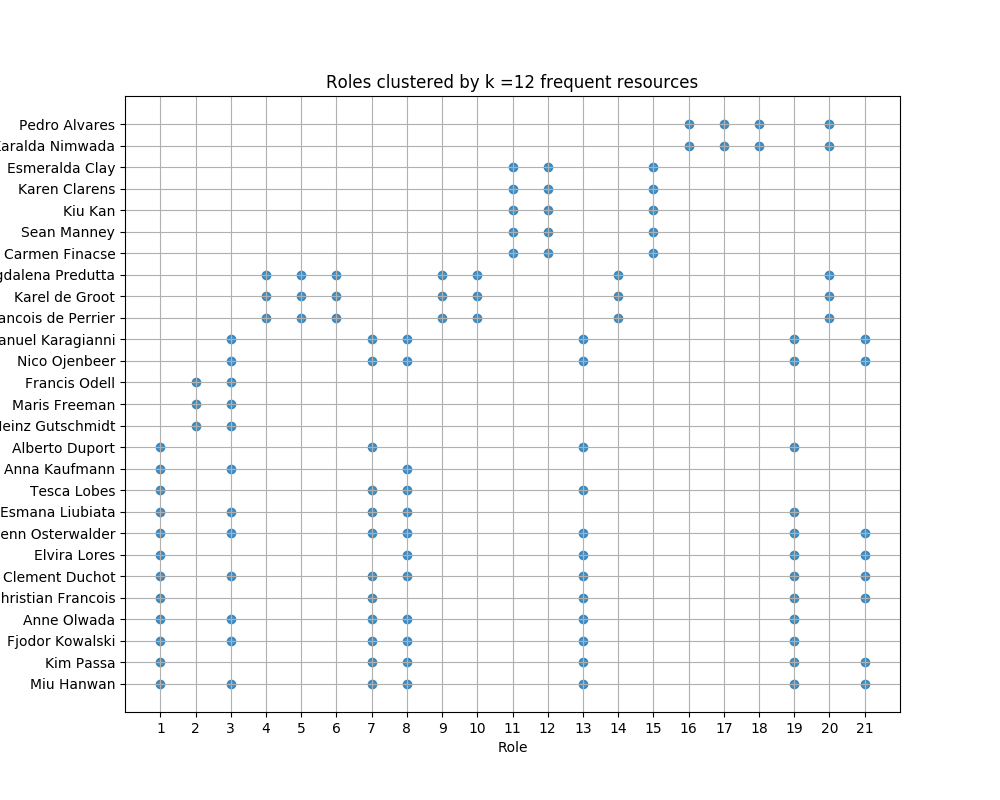 Roles clustered by k =12 frequent resources
Pedro Alvares
aralda Nimwada
Esmeralda Clay
Karen Clarens
Kiu Kan
Sean Manney
Carmen Finacse
gdalena Predutta
Karel de Groot
ancois de Perrier
anuel Karagianni
Nico Ojenbeer
Francis Odell
Maris Freeman
einz Gutschmidt
Alberto Duport
Anna Kaufmann
Tesca Lobes
Esmana Liubiata
enn Osterwalder
Elvira Lores
Clement Duchot
hristian Francois
Anne Olwada
Fjodor Kowalski
Kim Passa
Miu Hanwan
1 2 3 4 5 6 7 8 9 10 11 12 13 14 15 16 17 18 19 20 21
Role